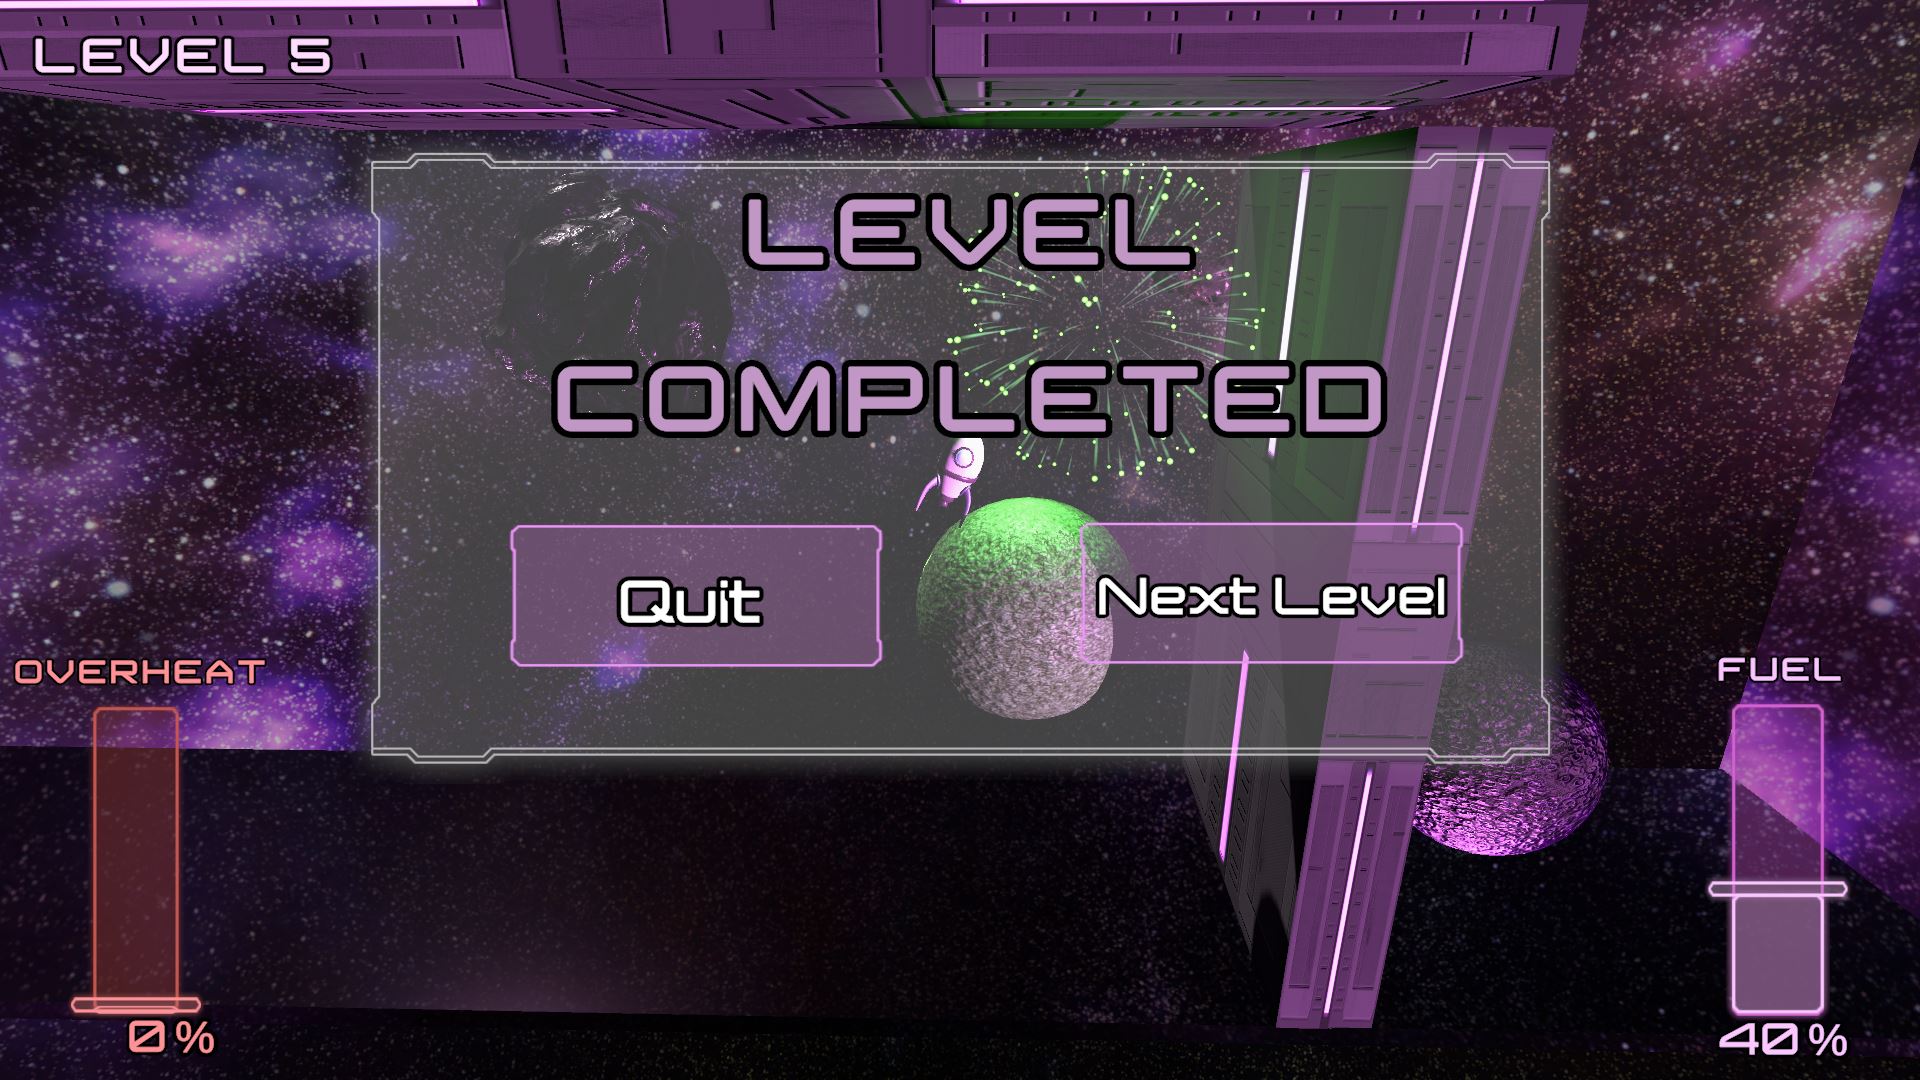 LEVEL 5
LEVEL
COMPLETED
Quit
Next Level
OVERHEAT
FUEL
0%
40%